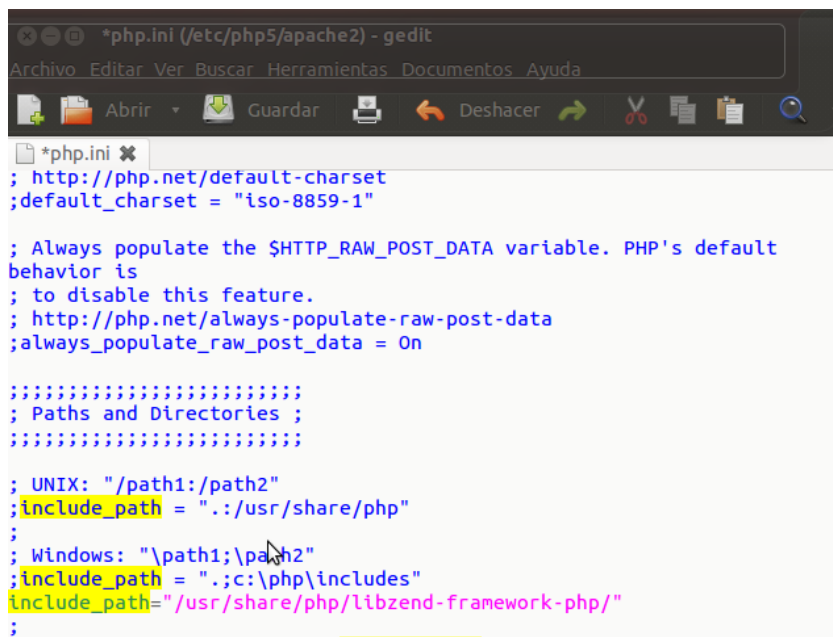 *php.ini (/etc/php5/apache2) - gedit
Archivo Editar Ver Buscar Herramientas Documentos Ayuda
Abrir Guardar Deshacer
*php.ini
; http://php.net/default-charset
;default_charset = "iso-8859-1"
; Always populate the $HTTP_RAW_POST_DATA variable. PHP's default
behavior is
; to disable this feature.
; http://php.net/always-populate-raw-post-data
;always_populate_raw_post_data = On
;;;;;;;;;;;;;;;;;;;;;;;;;
; Paths and Directories ;
;;;;;;;;;;;;;;;;;;;;;;;;;
; UNIX: "/path1:/path2"
;include_path = ".:/usr/share/php"
;
; Windows: "\path1;\path2"
;include_path = ".;c:\php\includes"
include_path="/usr/share/php/libzend-framework-php/"
;